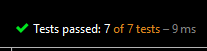 Tests passed: 7 of 7 tests – 9 ms